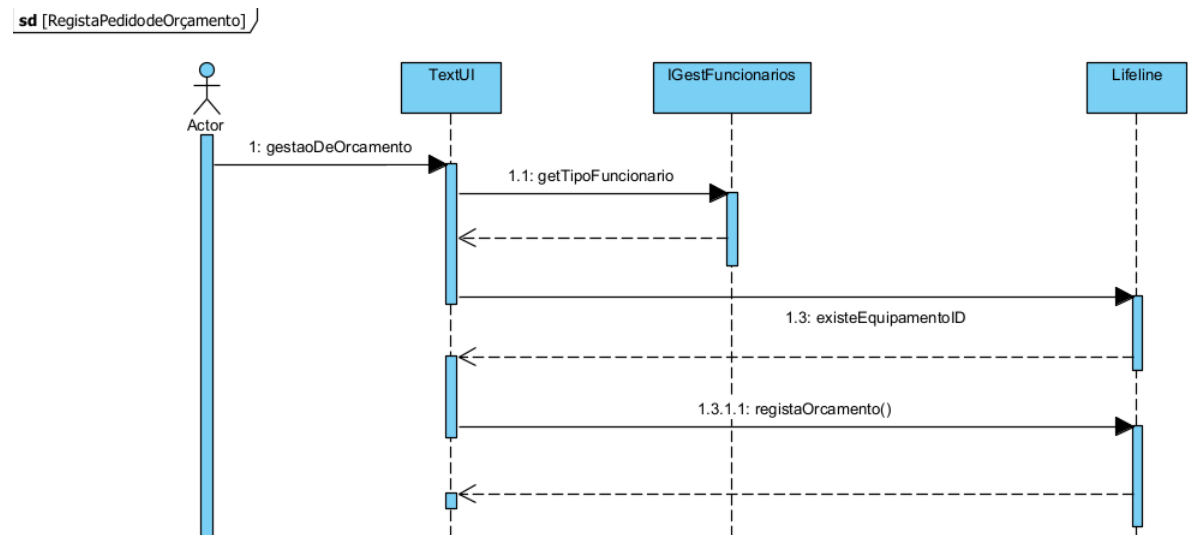 sd [RegistaPedidodeOrçamento]
TextUI
IGestFuncionarios
Lifeline
Actor
1: gestaoDeOrcamento
1.1: getTipoFuncionario
1.3: existeEquipamentoID
1.3.1.1: registaOrcamento()